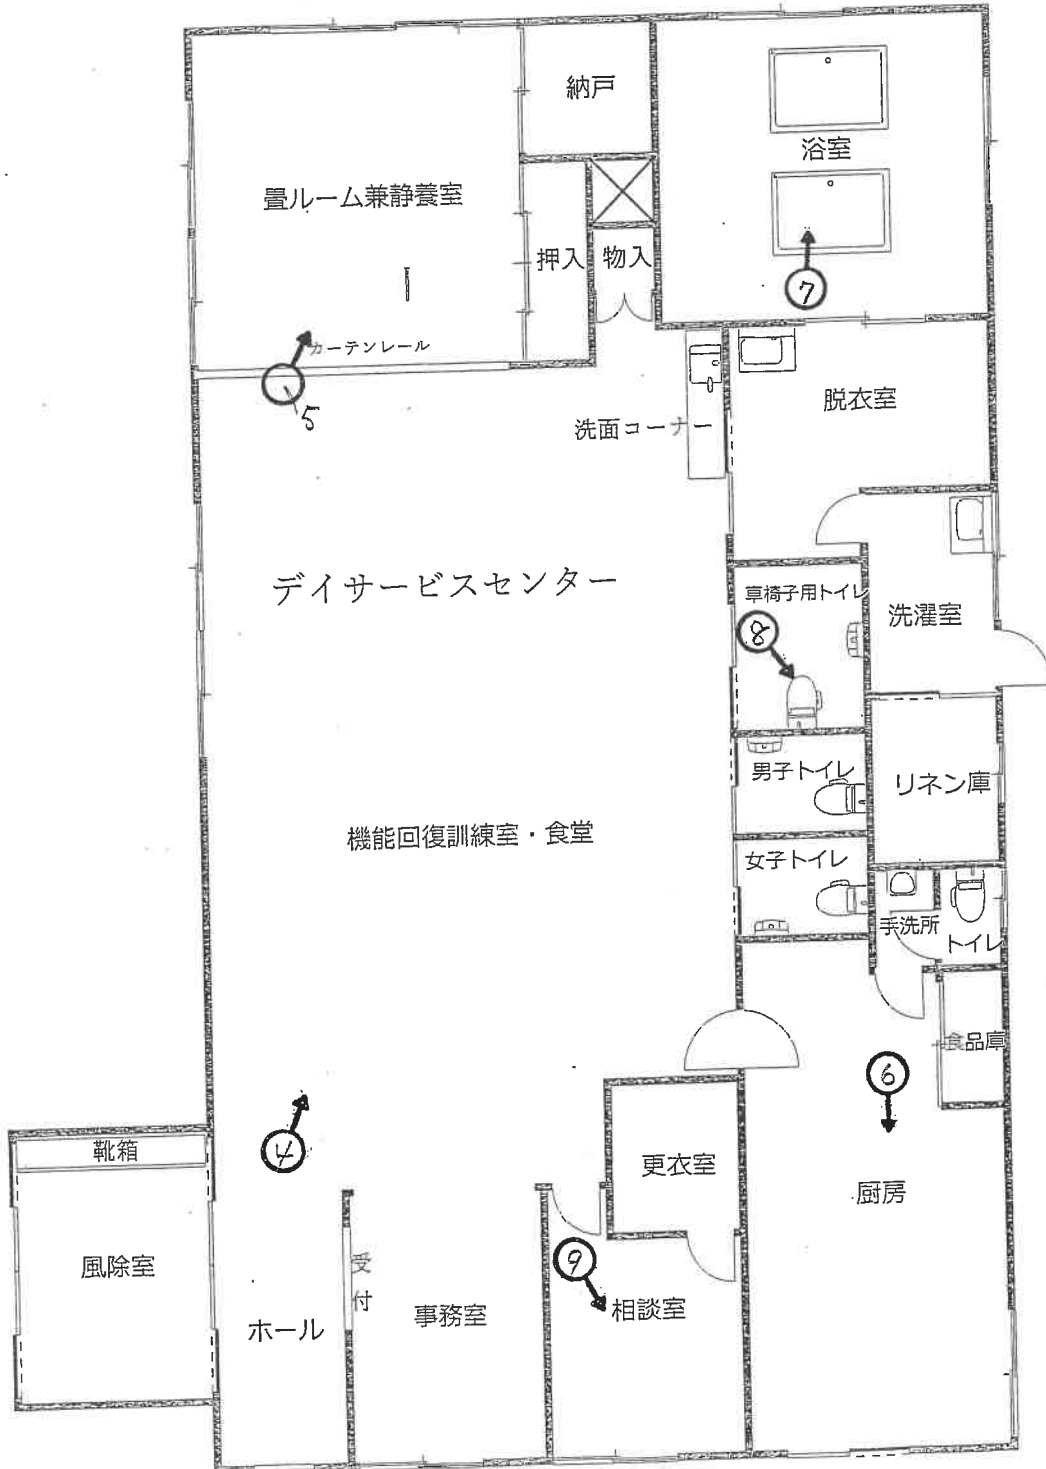 納戸
浴室
畳ルーム兼静養室
押入
物入
⑦
カーテンレール
5
洗面コーナー
脱衣室
デイサービスセンター
車椅子用トイレ
洗濯室
⑧
男子トイレ
リネン庫
機能回復訓練室・食堂
女子トイレ
手洗所
トイレ
食品庫
⑥
④
靴箱
更衣室
厨房
風除室
受付
⑨
ホール
事務室
相談室